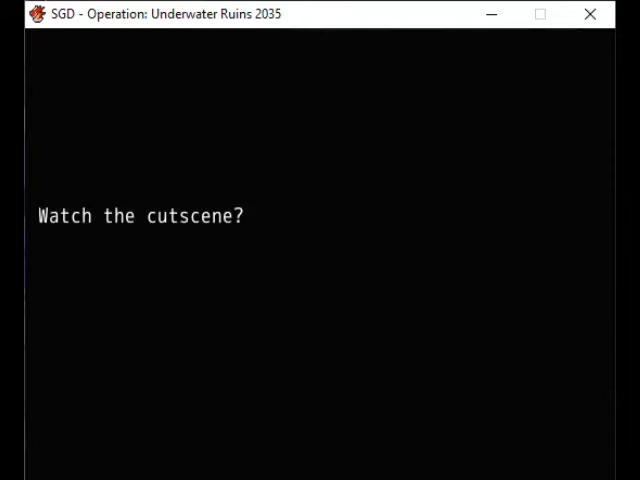 SGD - Operation: Underwater Ruins 2035
Watch the cutscene?